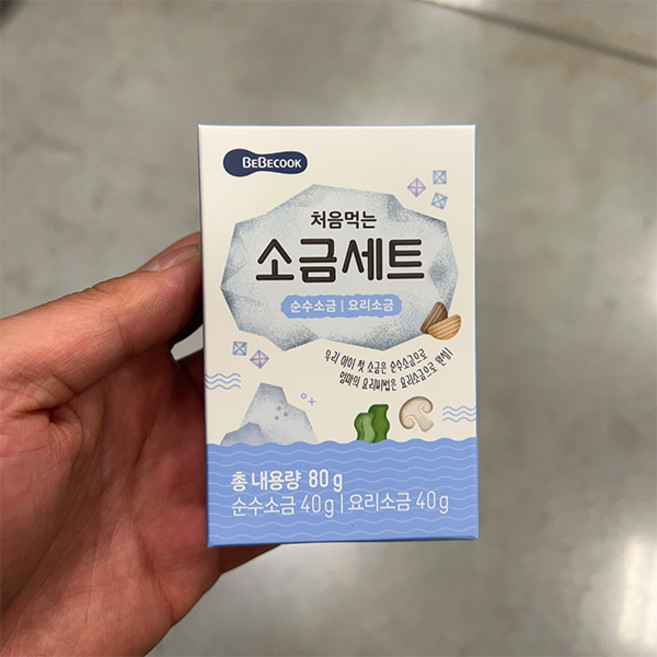 BEBECOOK
처음먹는
소금세트
순수소금 | 요리소금
우리 아이 첫 소금은 순수소금으로
엄마의 요리비법은 요리소금으로 완성!
총 내용량 80g
순수소금 40g | 요리소금 40g